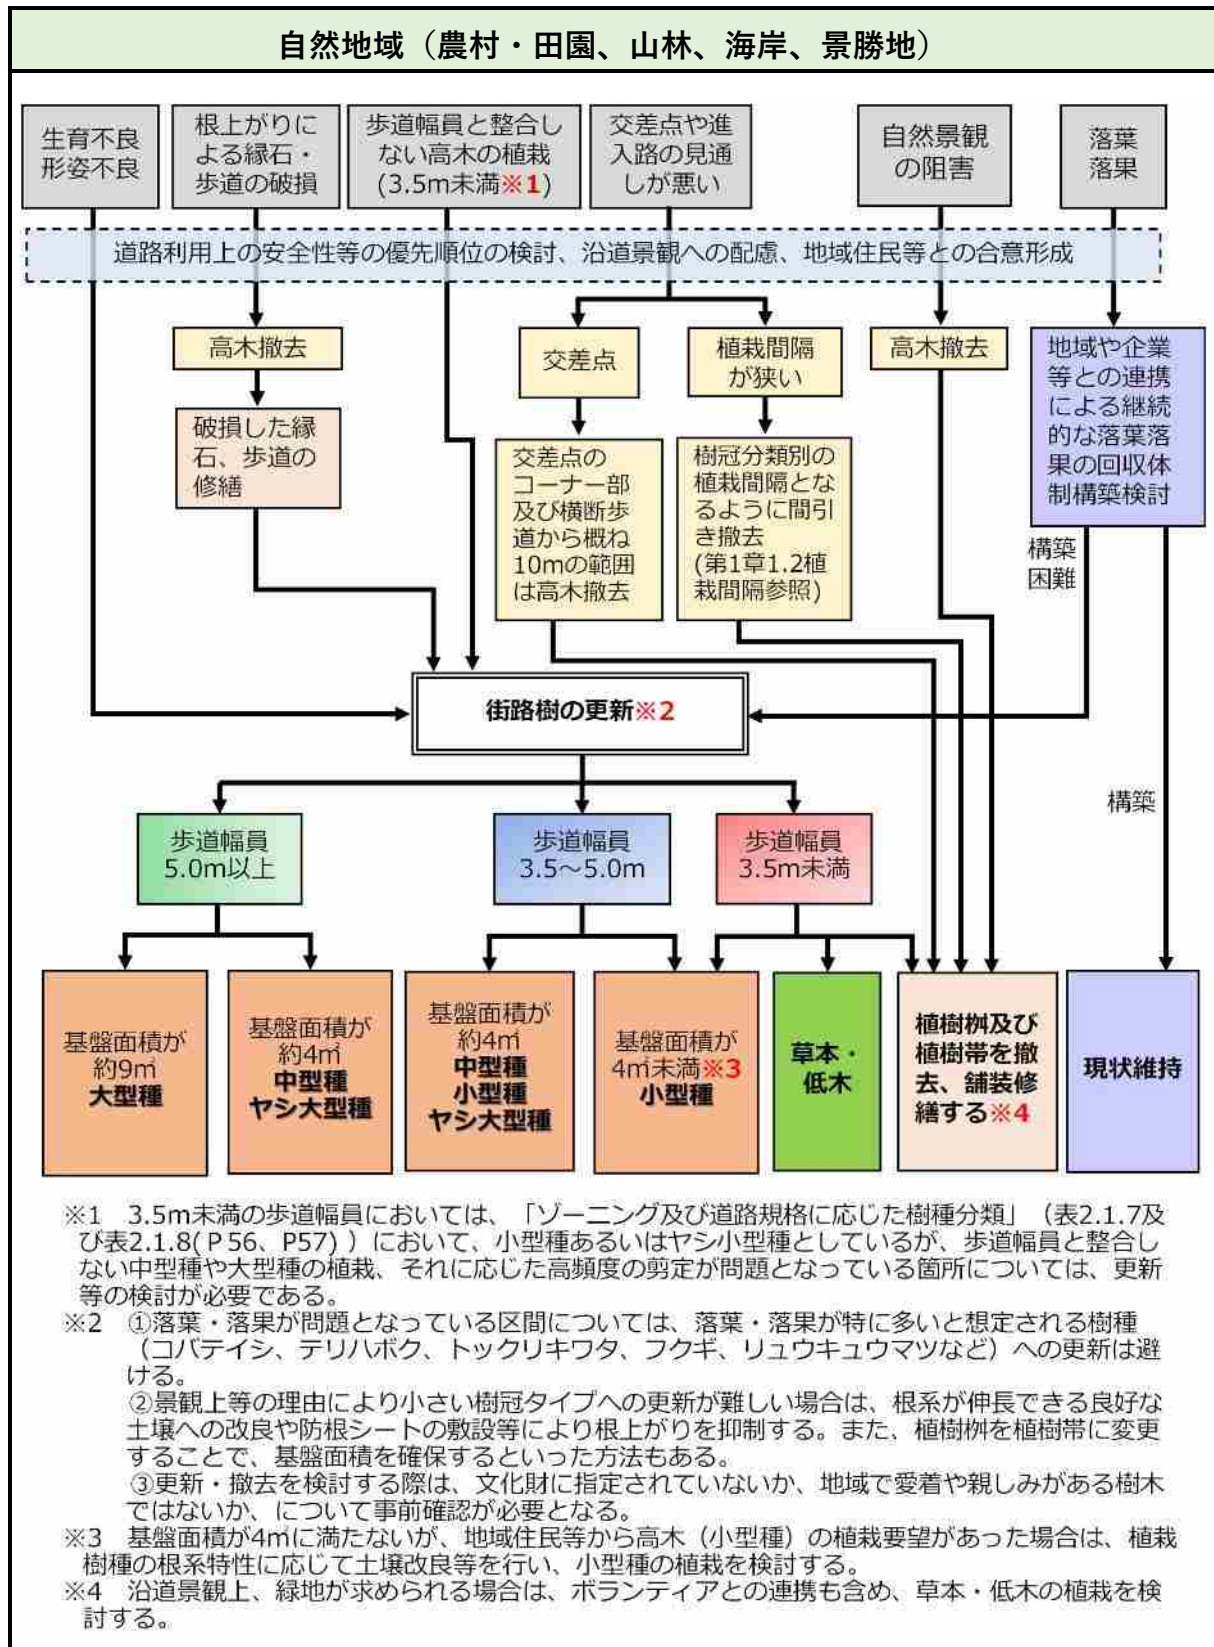 自然地域（農村・田園、山林、海岸、景勝地）
生育不良
形姿不良
根上がりに
よる縁石・
歩道の破損
歩道幅員と整合し
ない高木の植栽
(3.5m未満※1)
交差点や進
入路の見通
しが悪い
自然景観
の阻害
落葉
落果
道路利用上の安全性等の優先順位の検討、沿道景観への配慮、地域住民等との合意形成
高木撤去
破損した縁
石、歩道の
修繕
交差点
植栽間隔
が狭い
高木撤去
地域や企業
等との連携
による継続
的な落葉落
果の回収体
制構築検討
交差点の
コーナー部
及び横断歩
道から概ね
10mの範囲
は高木撤去
樹冠分類別の
植栽間隔とな
るように間引
き撤去
(第1章1.2植
栽間隔参照)
構築
困難
街路樹の更新※2
構築
歩道幅員
5.0m以上
歩道幅員
3.5～5.0m
歩道幅員
3.5m未満
基盤面積が
約9㎡
大型種
基盤面積が
約4㎡
中型種
ヤシ大型種
基盤面積が
約4㎡
中型種
小型種
ヤシ大型種
基盤面積が
4㎡未満※3
小型種
草本・
低木
植樹桝及び
植樹帯を撤
去、舗装修
繕する※4
現状維持
※1　3.5m未満の歩道幅員においては、「ゾーニング及び道路規格に応じた樹種分類」（表2.1.7及
び表2.1.8(Ｐ56、P57)）において、小型種あるいはヤシ小型種としているが、歩道幅員と整合し
ない中型種や大型種の植栽、それに応じた高頻度の剪定が問題となっている箇所については、更新
等の検討が必要である。
※2　①落葉・落果が問題となっている区間については、落葉・落果が特に多いと想定される樹種
（コバテイシ、テリハボク、トックリキワタ、フクギ、リュウキュウマツなど）への更新は避
ける。
②景観上等の理由により小さい樹冠タイプへの更新が難しい場合は、根系が伸長できる良好な
土壌への改良や防根シートの敷設等により根上がりを抑制する。また、植樹桝を植樹帯に変更
することで、基盤面積を確保するといった方法もある。
③更新・撤去を検討する際は、文化財に指定されていないか、地域で愛着や親しみがある樹木
ではないか、について事前確認が必要となる。
※3　基盤面積が4㎡に満たないが、地域住民等から高木（小型種）の植栽要望があった場合は、植栽
樹種の根系特性に応じて土壌改良等を行い、小型種の植栽を検討する。
※4　沿道景観上、緑地が求められる場合は、ボランティアとの連携も含め、草本・低木の植栽を検
討する。